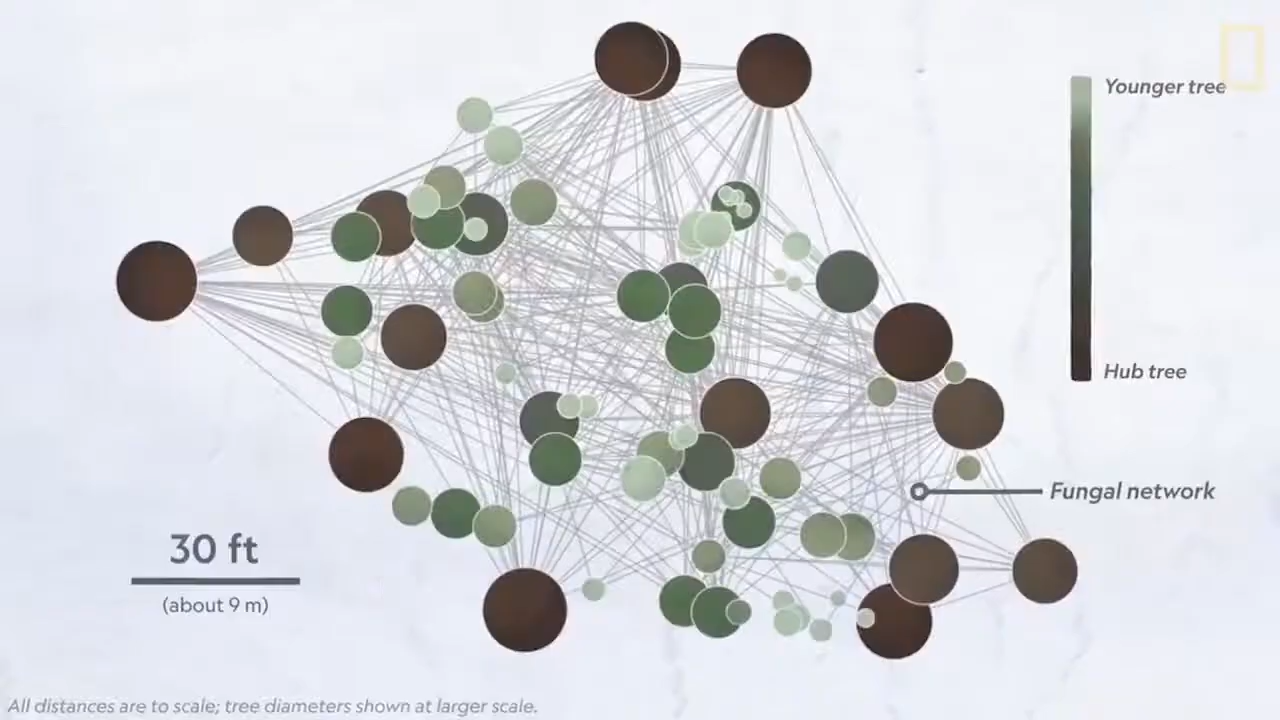 Younger tree
Hub tree
Fungal network
30 ft
(about 9 m)
All distances are to scale; tree diameters shown at larger scale.